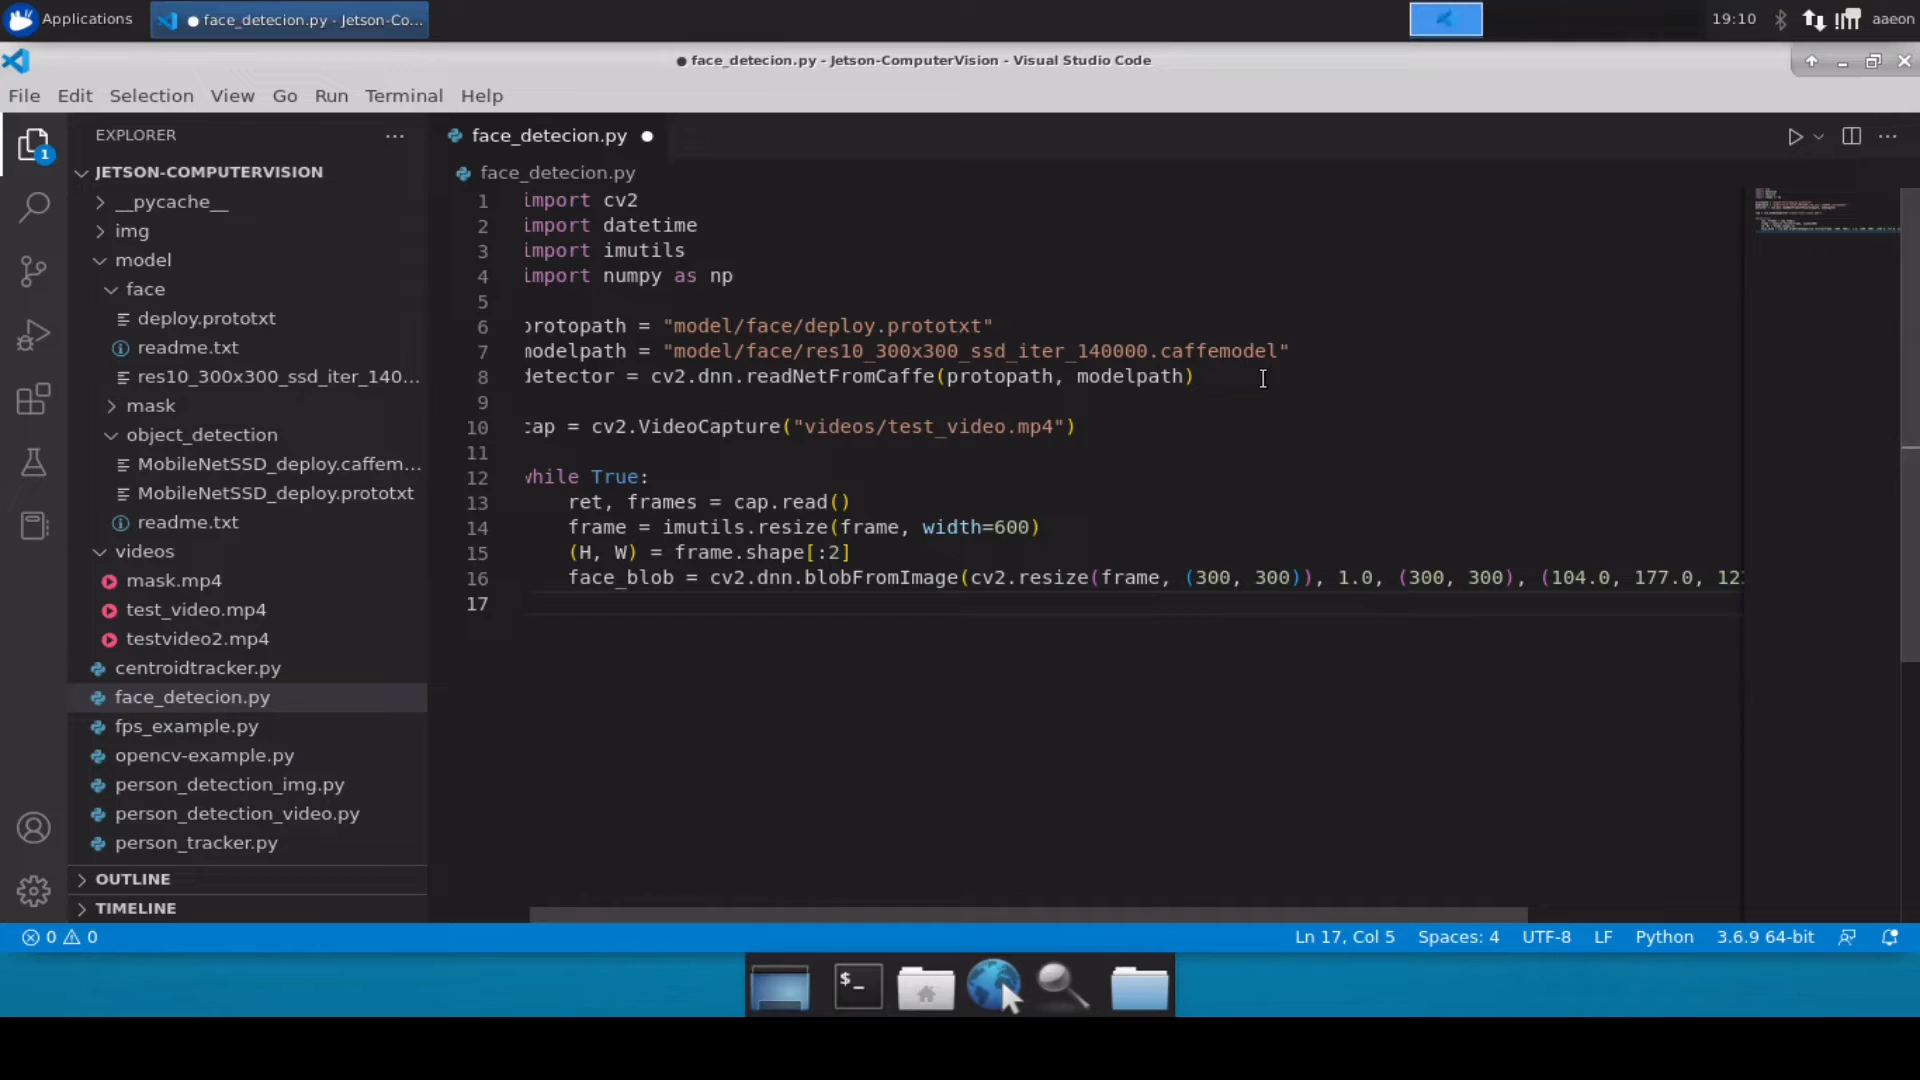 Applications
● face_detecion.py - Jetson-Co...
19:10
aaeon
● face_detecion.py - Jetson-ComputerVision - Visual Studio Code
File Edit Selection View Go Run Terminal Help
EXPLORER
1
JETSON-COMPUTERVISION
__pycache__
img
model
face
deploy.prototxt
readme.txt
res10_300x300_ssd_iter_140...
mask
object_detection
MobileNetSSD_deploy.caffem...
MobileNetSSD_deploy.prototxt
readme.txt
videos
mask.mp4
test_video.mp4
testvideo2.mp4
centroidtracker.py
face_detecion.py
fps_example.py
opencv-example.py
person_detection_img.py
person_detection_video.py
person_tracker.py
OUTLINE
TIMELINE
face_detecion.py ●
face_detecion.py
1 import cv2
2 import datetime
3 import imutils
4 import numpy as np
5
6 protopath = "model/face/deploy.prototxt"
7 modelpath = "model/face/res10_300x300_ssd_iter_140000.caffemodel"
8 detector = cv2.dnn.readNetFromCaffe(protopath, modelpath)
9
10 cap = cv2.VideoCapture("videos/test_video.mp4")
11
12 while True:
13 ret, frames = cap.read()
14 frame = imutils.resize(frame, width=600)
15 (H, W) = frame.shape[:2]
16 face_blob = cv2.dnn.blobFromImage(cv2.resize(frame, (300, 300)), 1.0, (300, 300), (104.0, 177.0, 12
17
0 0
Ln 17, Col 5 Spaces: 4 UTF-8 LF Python 3.6.9 64-bit
$_